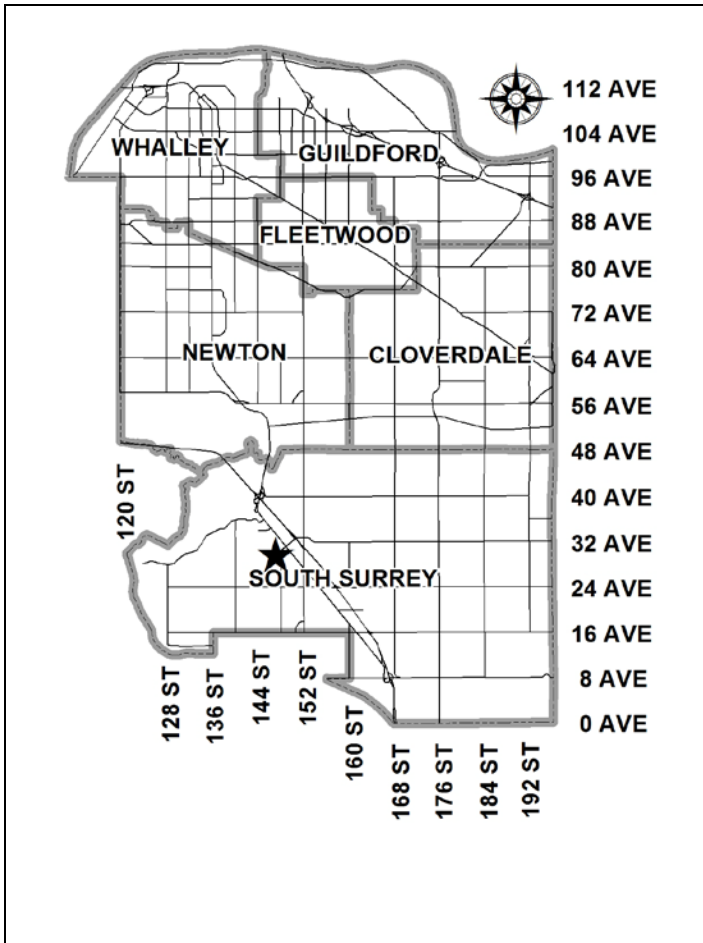 112 AVE
104 AVE
WHALLEY
GUILDFORD
96 AVE
88 AVE
FLEETWOOD
80 AVE
72 AVE
NEWTON
CLOVERDALE
64 AVE
56 AVE
48 AVE
120 ST
40 AVE
32 AVE
SOUTH SURREY
24 AVE
16 AVE
8 AVE
0 AVE
128 ST
136 ST
144 ST
152 ST
160 ST
168 ST
176 ST
184 ST
192 ST